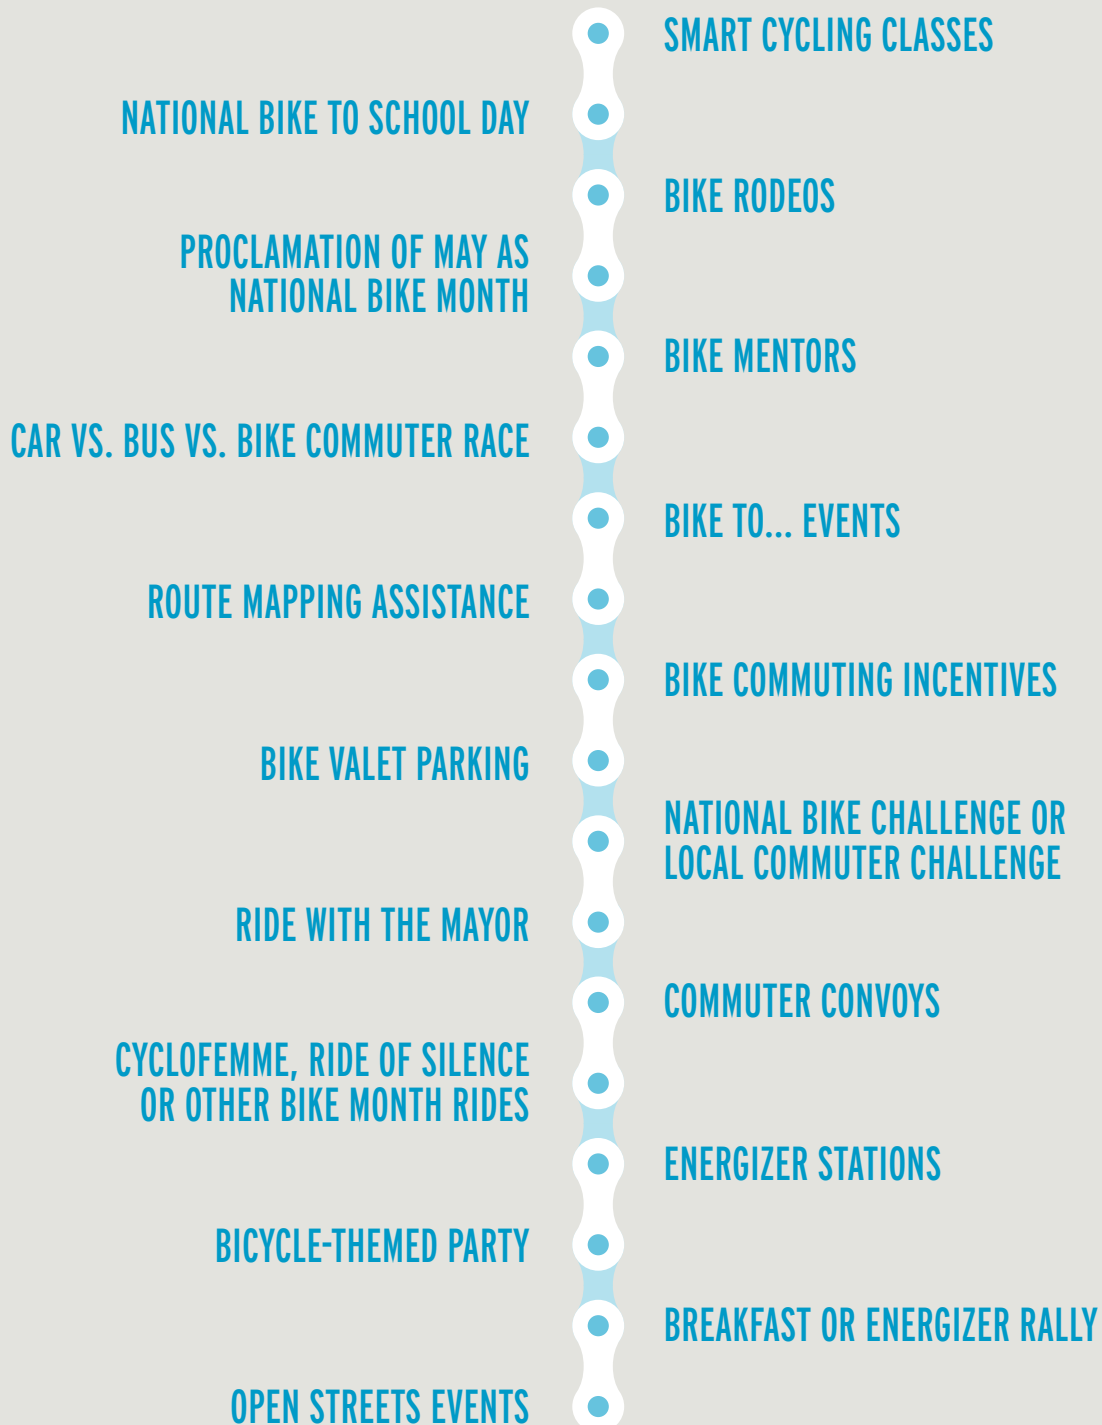 SMART CYCLING CLASSES
NATIONAL BIKE TO SCHOOL DAY
BIKE RODEOS
PROCLAMATION OF MAY AS
NATIONAL BIKE MONTH
BIKE MENTORS
CAR VS. BUS VS. BIKE COMMUTER RACE
BIKE TO... EVENTS
ROUTE MAPPING ASSISTANCE
BIKE COMMUTING INCENTIVES
BIKE VALET PARKING
NATIONAL BIKE CHALLENGE OR
LOCAL COMMUTER CHALLENGE
RIDE WITH THE MAYOR
COMMUTER CONVOYS
CYCLOFEMME, RIDE OF SILENCE
OR OTHER BIKE MONTH RIDES
ENERGIZER STATIONS
BICYCLE-THEMED PARTY
BREAKFAST OR ENERGIZER RALLY
OPEN STREETS EVENTS